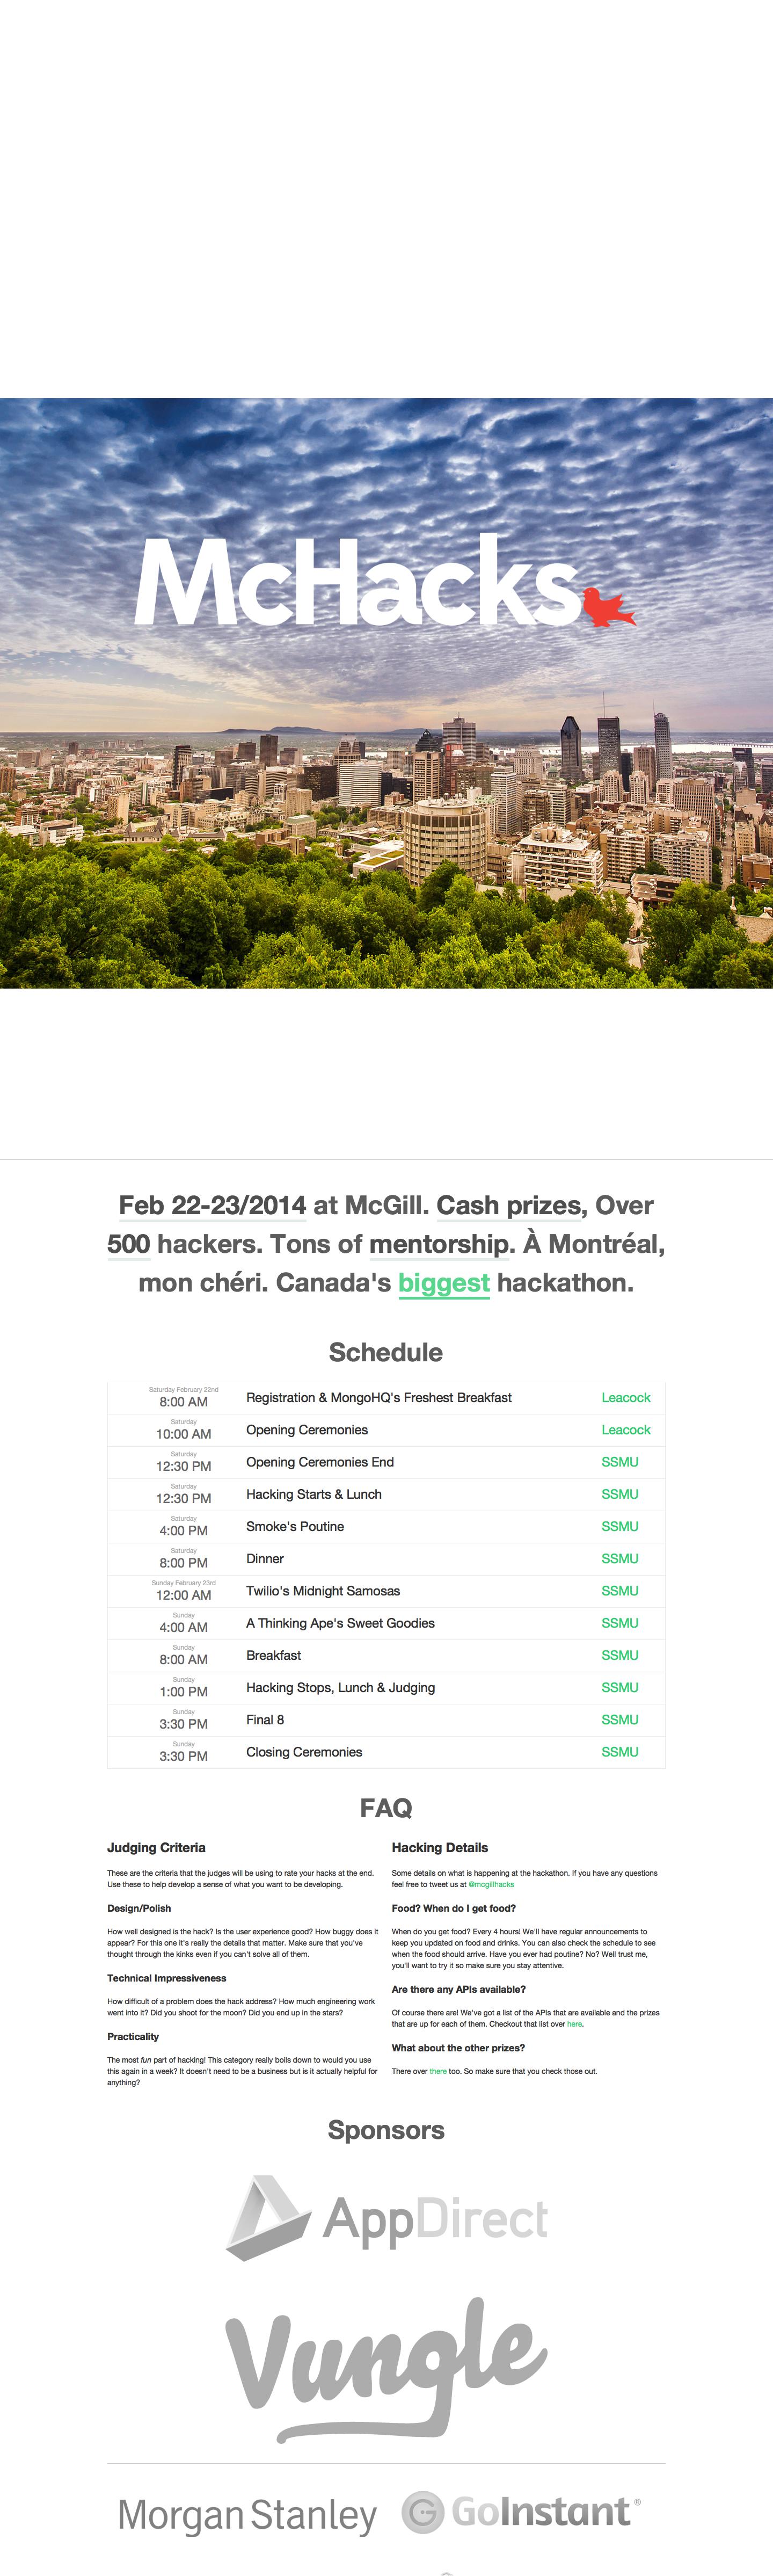 McHacks
Feb 22-23/2014 at McGill. Cash prizes, Over
500 hackers. Tons of mentorship. À Montréal,
mon chéri. Canada's biggest hackathon.
Schedule
Saturday February 22nd
8:00 AM Registration & MongoHQ's Freshest Breakfast Leacock
Saturday
10:00 AM Opening Ceremonies Leacock
Saturday
12:30 PM Opening Ceremonies End SSMU
Saturday
12:30 PM Hacking Starts & Lunch SSMU
Saturday
4:00 PM Smoke's Poutine SSMU
Saturday
8:00 PM Dinner SSMU
Sunday February 23rd
12:00 AM Twilio's Midnight Samosas SSMU
Sunday
4:00 AM A Thinking Ape's Sweet Goodies SSMU
Sunday
8:00 AM Breakfast SSMU
Sunday
1:00 PM Hacking Stops, Lunch & Judging SSMU
Sunday
3:30 PM Final 8 SSMU
Sunday
3:30 PM Closing Ceremonies SSMU
FAQ
Judging Criteria
These are the criteria that the judges will be using to rate your hacks at the end.
Use these to help develop a sense of what you want to be developing.
Design/Polish
How well designed is the hack? Is the user experience good? How buggy does it
appear? For this one it's really the details that matter. Make sure that you've
thought through the kinks even if you can't solve all of them.
Technical Impressiveness
How difficult of a problem does the hack address? How much engineering work
went into it? Did you shoot for the moon? Did you end up in the stars?
Practicality
The most fun part of hacking! This category really boils down to would you use
this again in a week? It doesn't need to be a business but is it actually helpful for
anything?
Hacking Details
Some details on what is happening at the hackathon. If you have any questions
feel free to tweet us at @mcgillhacks
Food? When do I get food?
When do you get food? Every 4 hours! We'll have regular announcements to
keep you updated on food and drinks. You can also check the schedule to see
when the food should arrive. Have you ever had poutine? No? Well trust me,
you'll want to try it so make sure you stay attentive.
Are there any APIs available?
Of course there are! We've got a list of the APIs that are available and the prizes
that are up for each of them. Checkout that list over here.
What about the other prizes?
There over there too. So make sure that you check those out.
Sponsors
AppDirect
Vungle
Morgan Stanley GoInstant®